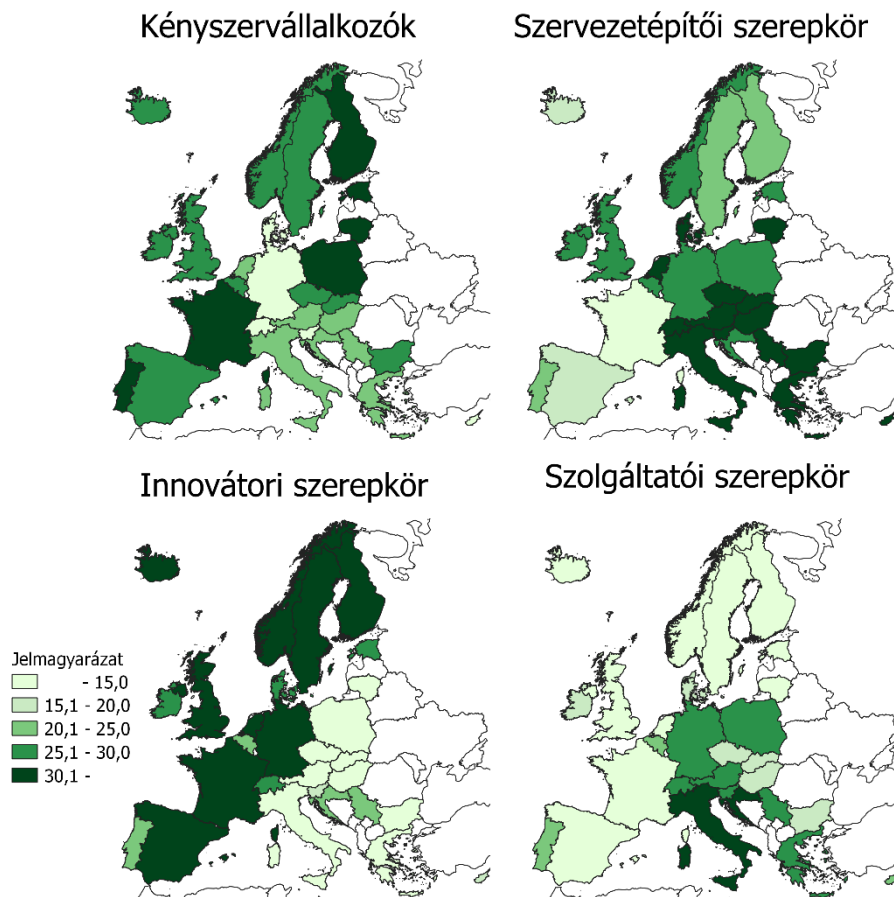 Kényszervállalkozók
Szervezetépítői szerepkör
Innovátori szerepkör
Szolgáltatói szerepkör
Jelmagyarázat
- 15,0
15,1 - 20,0
20,1 - 25,0
25,1 - 30,0
30,1 -